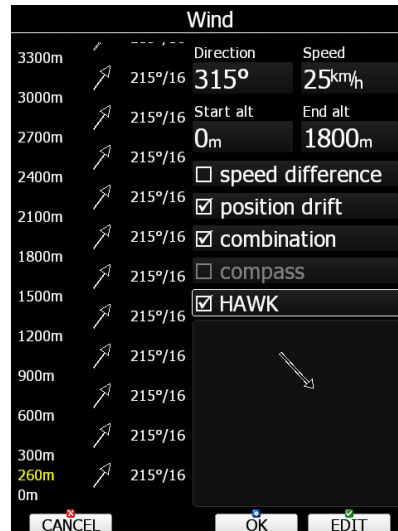 Wind
3300m
3000m
2700m
2400m
2100m
1800m
1500m
1200m
900m
600m
300m
260m
0m
215°/16
215°/16
215°/16
215°/16
215°/16
215°/16
215°/16
215°/16
215°/16
215°/16
215°/16
Direction Speed
315° 25km/h
Start alt End alt
0m 1800m
speed difference
position drift
combination
compass
HAWK
CANCEL OK EDIT